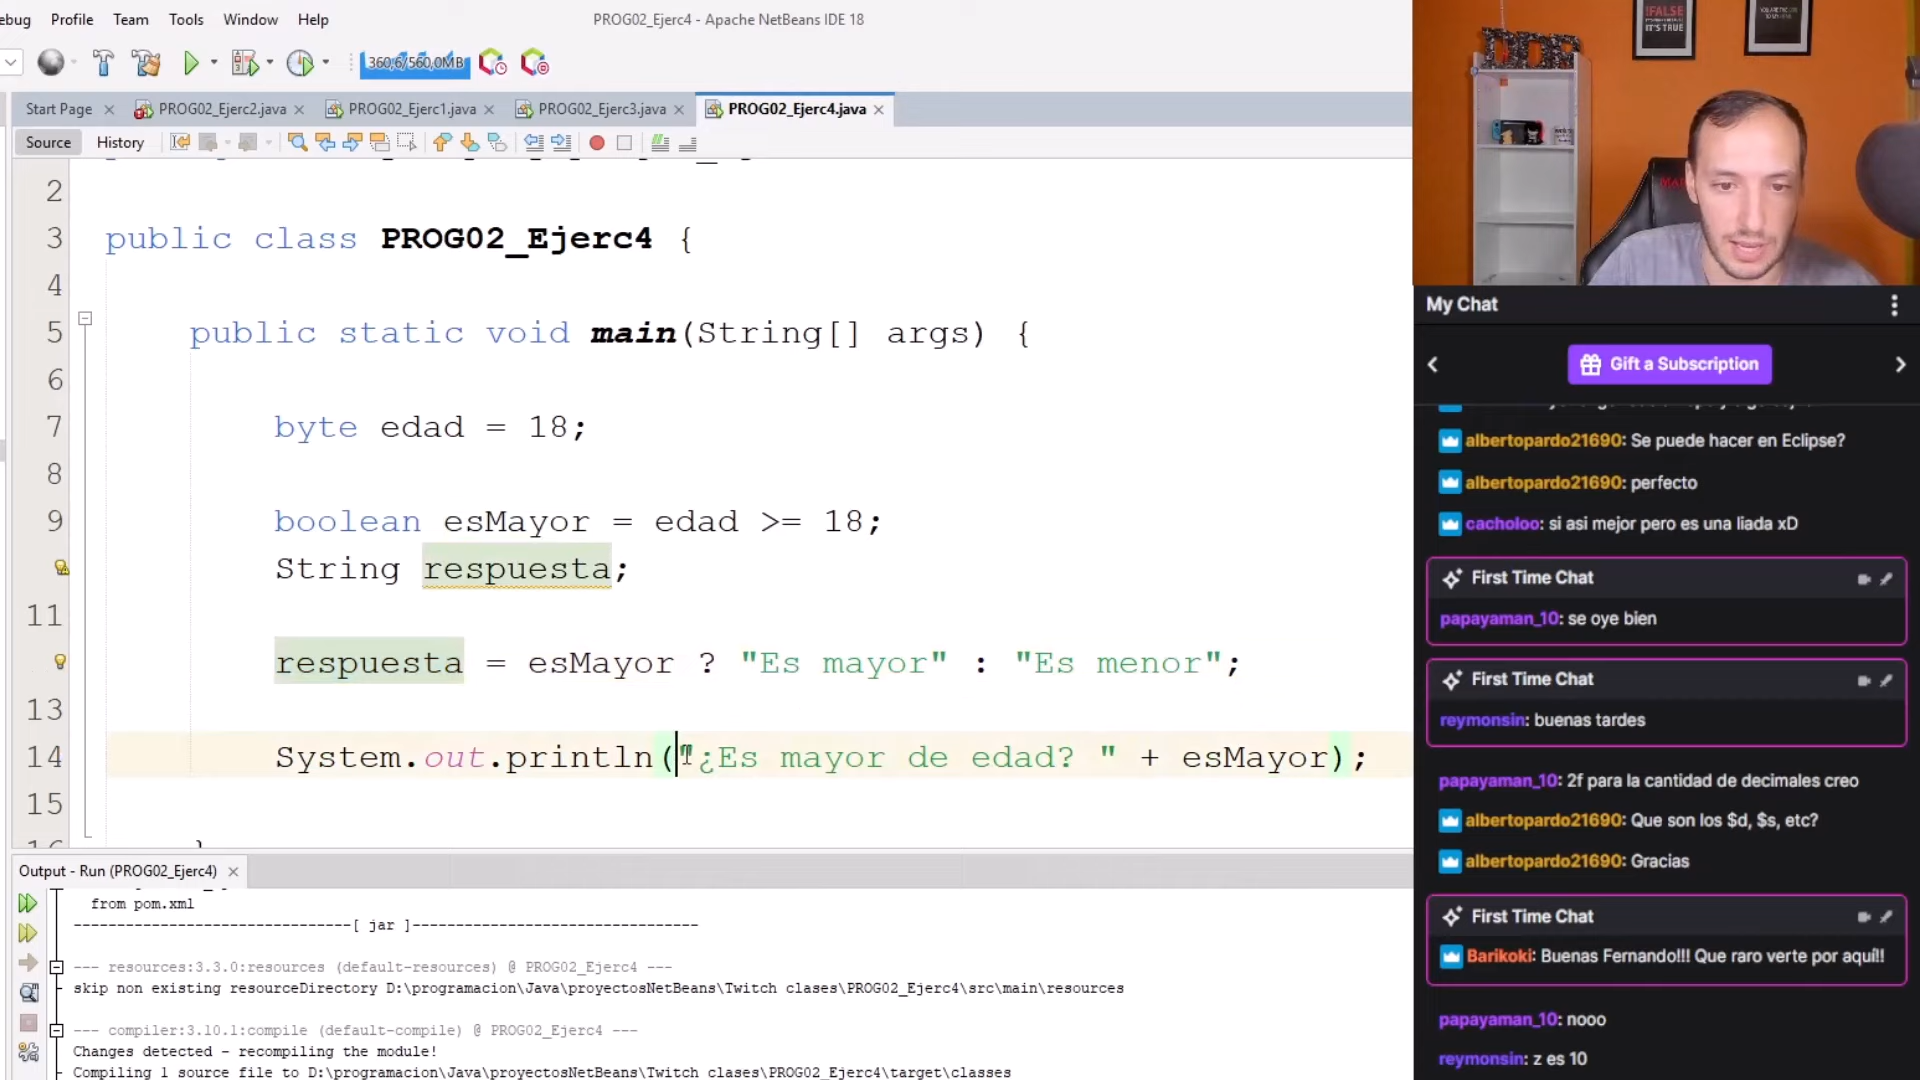 ebug Profile Team Tools Window Help
PROG02_Ejerc4 - Apache NetBeans IDE 18
360,6/560,0MB
Start Page
PROG02_Ejerc2.java
PROG02_Ejerc1.java
PROG02_Ejerc3.java
PROG02_Ejerc4.java
Source History
2
3 public class PROG02_Ejerc4 {
4
5 public static void main(String[] args) {
6
7 byte edad = 18;
8
9 boolean esMayor = edad >= 18;
String respuesta;
11
respuesta = esMayor ? "Es mayor" : "Es menor";
13
14 System.out.println("¿Es mayor de edad? " + esMayor);
15
16 }
Output - Run (PROG02_Ejerc4)
from pom.xml
--------------------------------[ jar ]---------------------------------
--- resources:3.3.0:resources (default-resources) @ PROG02_Ejerc4 ---
skip non existing resourceDirectory D:\programacion\Java\proyectosNetBeans\Twitch clases\PROG02_Ejerc4\src\main\resources
--- compiler:3.10.1:compile (default-compile) @ PROG02_Ejerc4 ---
Changes detected - recompiling the module!
Compiling 1 source file to D:\programacion\Java\proyectosNetBeans\Twitch clases\PROG02_Ejerc4\target\classes
!FALSE
IT'S TRUE
My Chat
Gift a Subscription
albertopardo21690: Se puede hacer en Eclipse?
albertopardo21690: perfecto
cacholoo: si asi mejor pero es una liada xD
First Time Chat
papayaman_10: se oye bien
First Time Chat
reymonsin: buenas tardes
papayaman_10: 2f para la cantidad de decimales creo
albertopardo21690: Que son los $d, $s, etc?
albertopardo21690: Gracias
First Time Chat
Barikoki: Buenas Fernando!!! Que raro verte por aquí!!
papayaman_10: nooo
reymonsin: z es 10